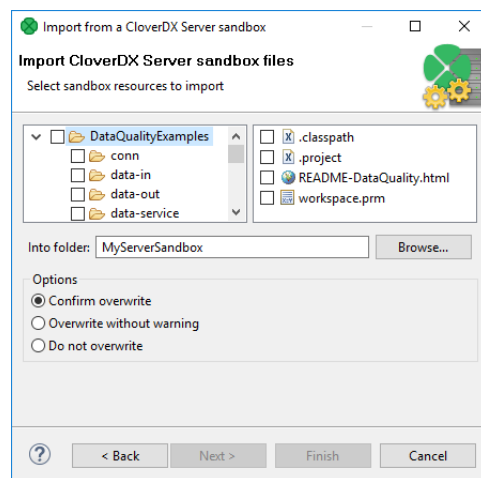 Import from a CloverDX Server sandbox
Import CloverDX Server sandbox files
Select sandbox resources to import
DataQualityExamples
conn
data-in
data-out
data-service
.classpath
.project
README-DataQuality.html
workspace.prm
Into folder: MyServerSandbox Browse...
Options
Confirm overwrite
Overwrite without warning
Do not overwrite
? < Back Next > Finish Cancel